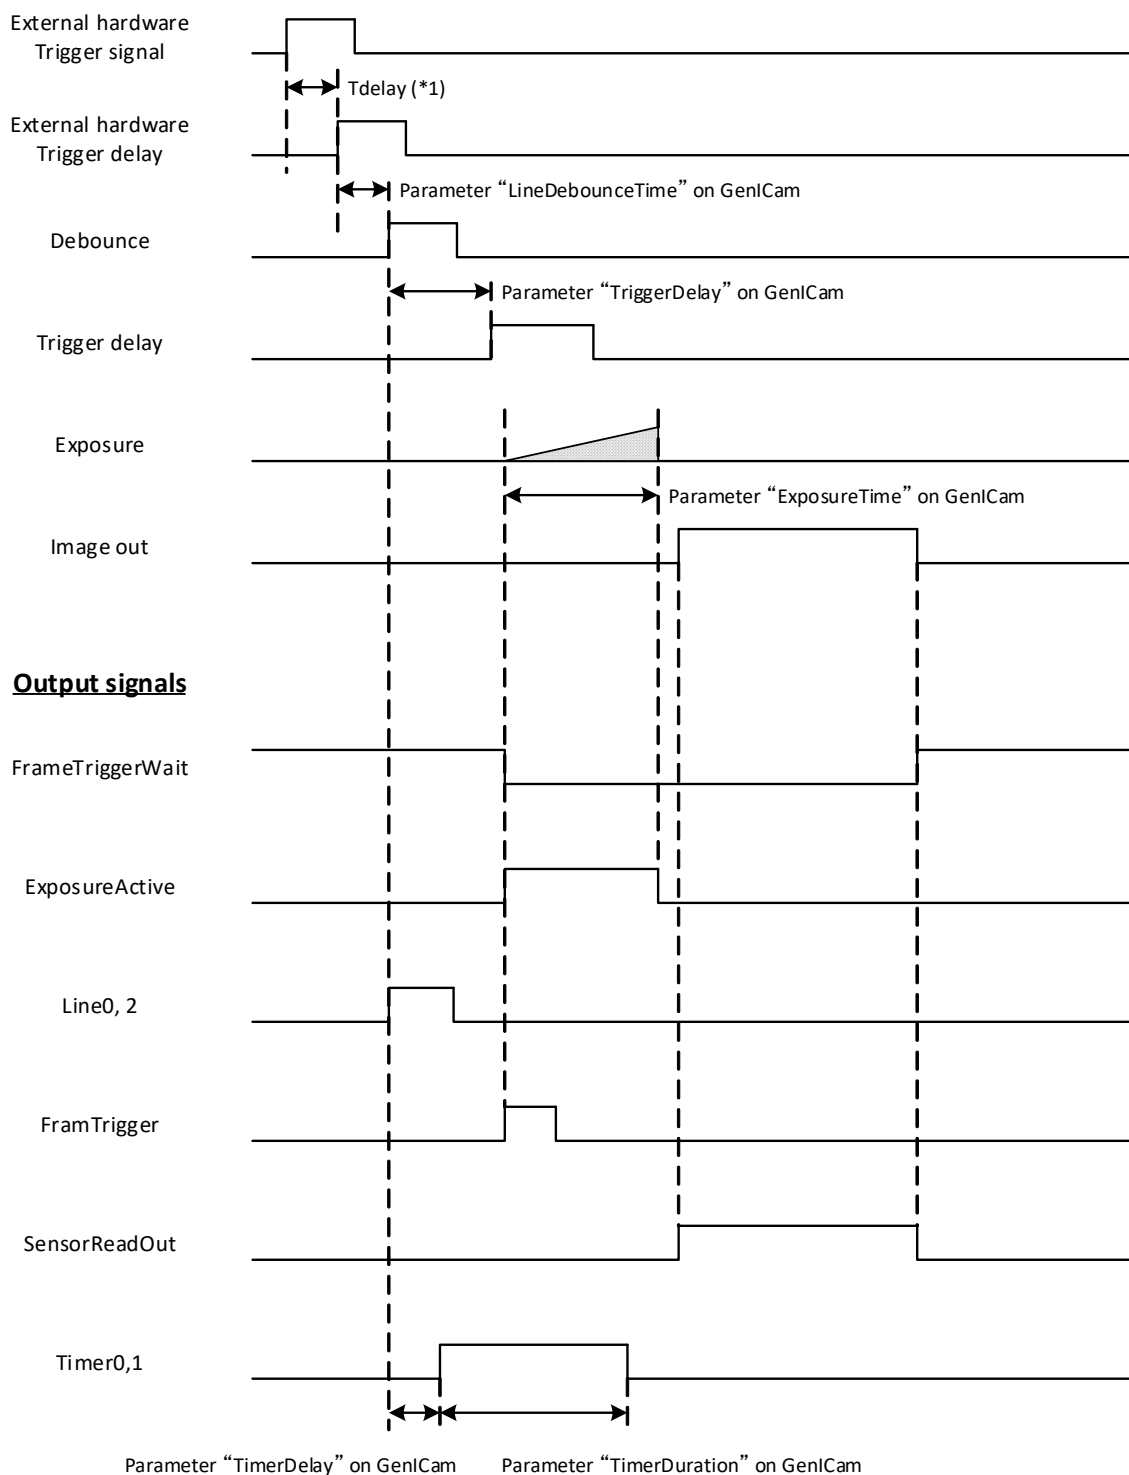 External hardware
Trigger signal
Tdelay (*1)
External hardware
Trigger delay
Parameter “LineDebounceTime” on GenICam
Debounce
Parameter “TriggerDelay” on GenICam
Trigger delay
Exposure
Parameter “ExposureTime” on GenICam
Image out
Output signals
FrameTriggerWait
ExposureActive
Line0, 2
FramTrigger
SensorReadOut
Timer0,1
Parameter “TimerDelay” on GenICam
Parameter “TimerDuration” on GenICam